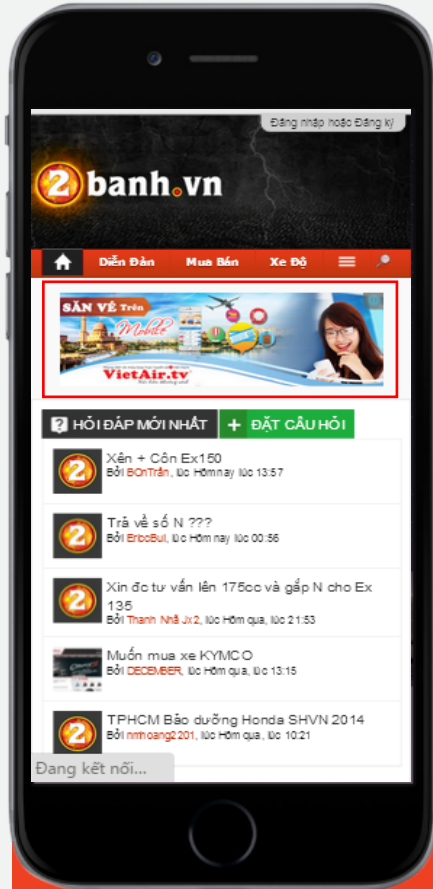 Đăng nhập hoặc Đăng ký
2banh.vn
Diễn Đàn Mua Bán Xe Độ
SĂN VÉ Trên
Mobile
VietAir.tv
HỎI ĐÁP MỚI NHẤT + ĐẶT CÂU HỎI
Xên + Côn Ex150
Bởi BOnTrần, lúc Hôm nay lúc 13:57
Trả về số N ???
Bởi EricBui, lúc Hôm nay lúc 00:56
Xin đc tư vấn lên 175cc và gắp N cho Ex
135
Bởi Thanh Nhã Jx2, lúc Hôm qua, lúc 21:53
Muốn mua xe KYMCO
Bởi DECEMBER, lúc Hôm qua, lúc 13:15
TPHCM Bảo dưỡng Honda SHVN 2014
Bởi nmhoang2201, lúc Hôm qua, lúc 10:21
Đang kết nối...